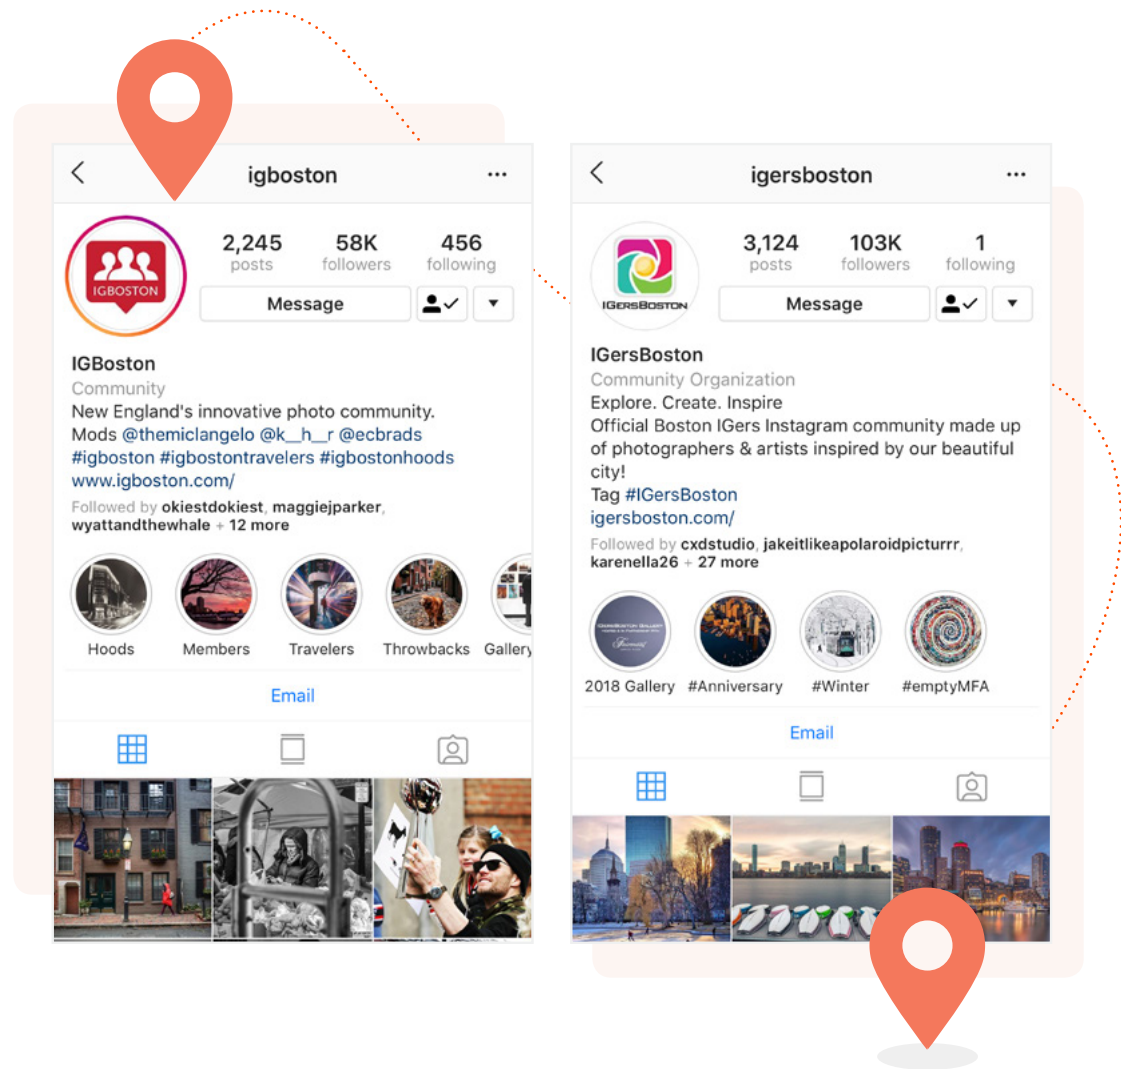 igboston
IGBOSTON
2,245 58K 456
posts followers following
Message
IGBoston
Community
New England's innovative photo community.
Mods @themiclangelo @k__h__r @ecbrads
#igboston #igbostontravelers #igbostonhoods
www.igboston.com/
Followed by okiestdokiest, maggiejparker,
wyattandthewhale + 12 more
Hoods Members Travelers Throwbacks Gallery
Email
igersboston
IGERSBOSTON
3,124 103K 1
posts followers following
Message
IGersBoston
Community Organization
Explore. Create. Inspire
Official Boston IGers Instagram community made up
of photographers & artists inspired by our beautiful
city!
Tag #IGersBoston
igersboston.com/
Followed by cxdstudio, jakeitlikeapolaroidpicturrr,
karenella26 + 27 more
IGERSBOSTON GALLERY
2018 Gallery #Anniversary #Winter #emptyMFA
Email